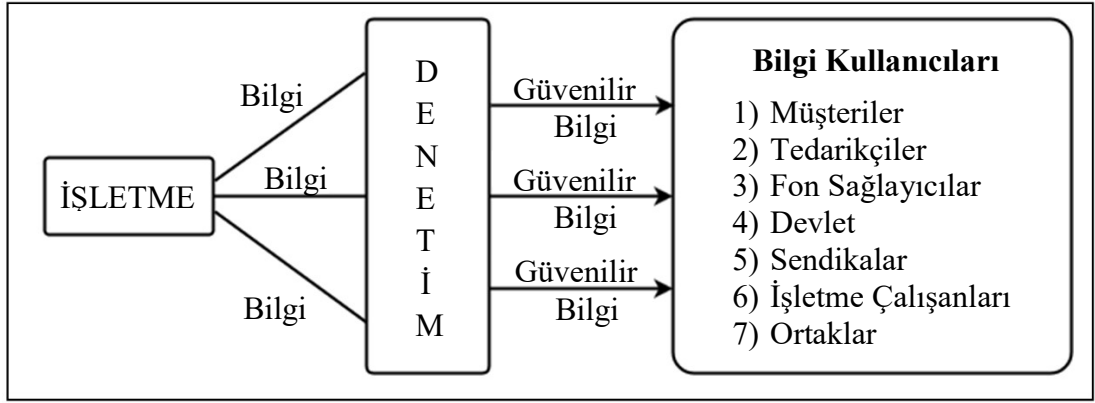 İŞLETME
Bilgi
Bilgi
Bilgi
D
E
N
E
T
İ
M
Güvenilir
Bilgi
Güvenilir
Bilgi
Güvenilir
Bilgi
Bilgi Kullanıcıları
1) Müşteriler
2) Tedarikçiler
3) Fon Sağlayıcılar
4) Devlet
5) Sendikalar
6) İşletme Çalışanları
7) Ortaklar